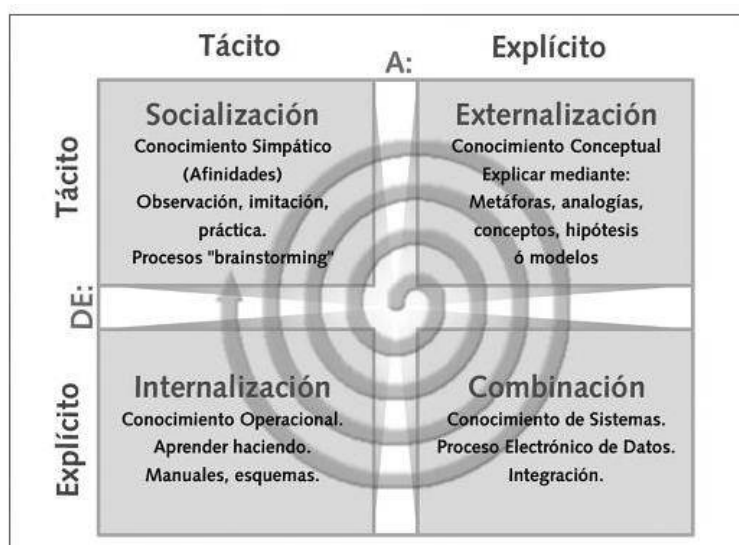 Tácito
Explícito
A:
Tácito
Socialización
Conocimiento Simpático
(Afinidades)
Observación, imitación,
práctica.
Procesos "brainstorming"
Externalización
Conocimiento Conceptual
Explicar mediante:
Metáforas, analogías,
conceptos, hipótesis
ó modelos
DE:
Explícito
Internalización
Conocimiento Operacional.
Aprender haciendo.
Manuales, esquemas.
Combinación
Conocimiento de Sistemas.
Proceso Electrónico de Datos.
Integración.